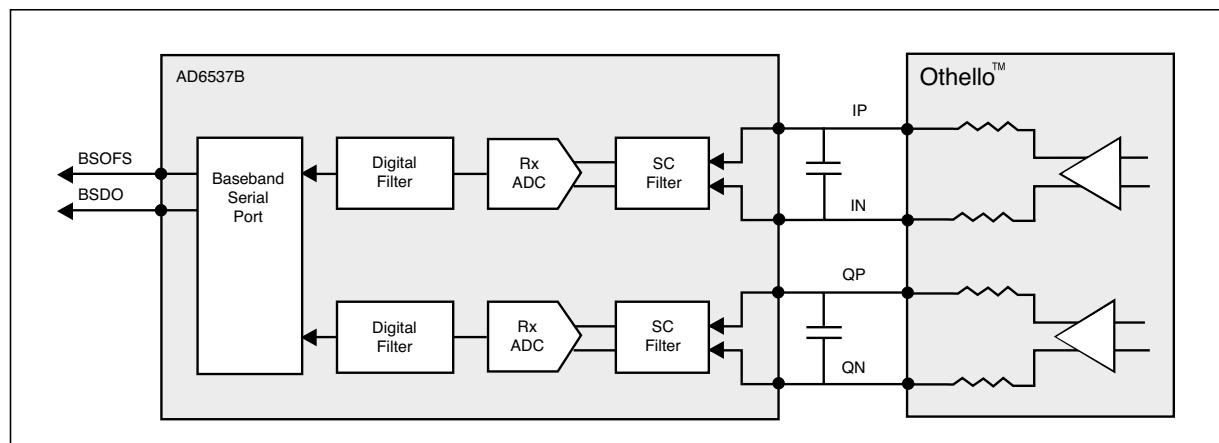 AD6537B
Othello™
BSOFS
BSDO
Baseband
Serial
Port
Digital
Filter
Rx
ADC
SC
Filter
IP
IN
Digital
Filter
Rx
ADC
SC
Filter
QP
QN